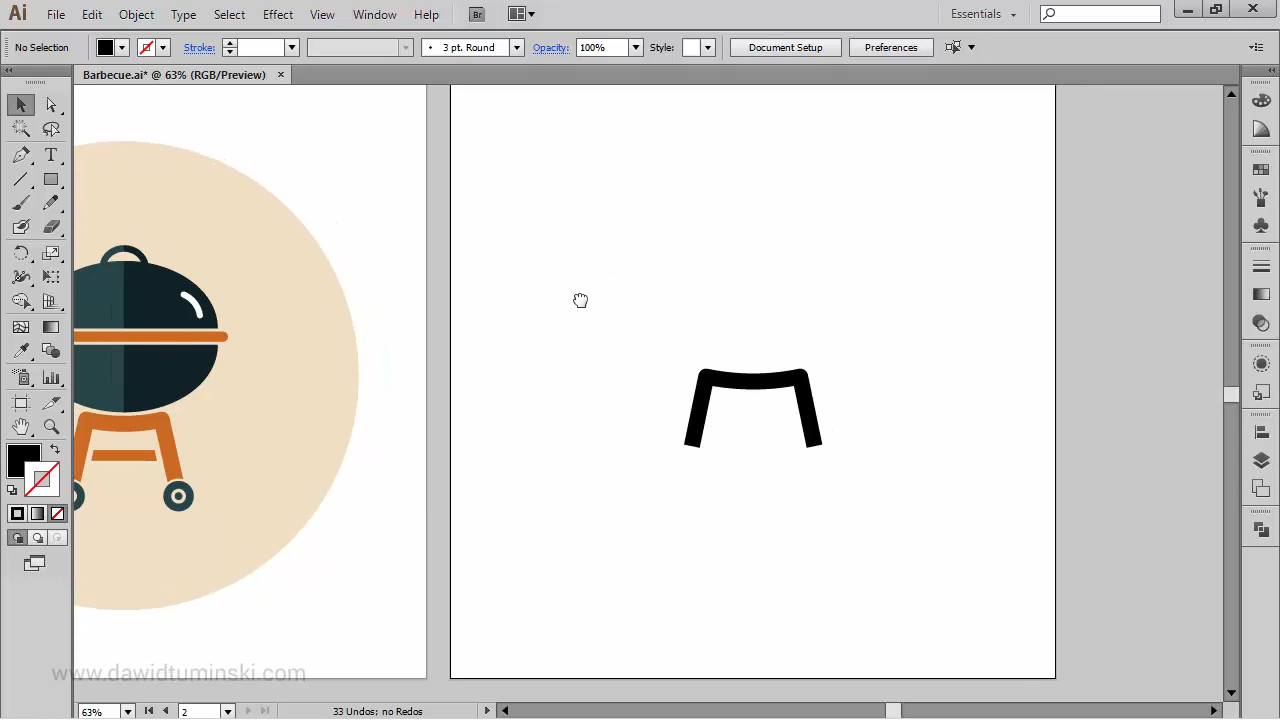 Ai File Edit Object Type Select Effect View Window Help Br Essentials
No Selection Stroke: 3 pt. Round Opacity: 100% Style: Document Setup Preferences
Barbecue.ai* @ 63% (RGB/Preview)
T
www.dawidtuminski.com
63% 2 33 Undos; no Redos